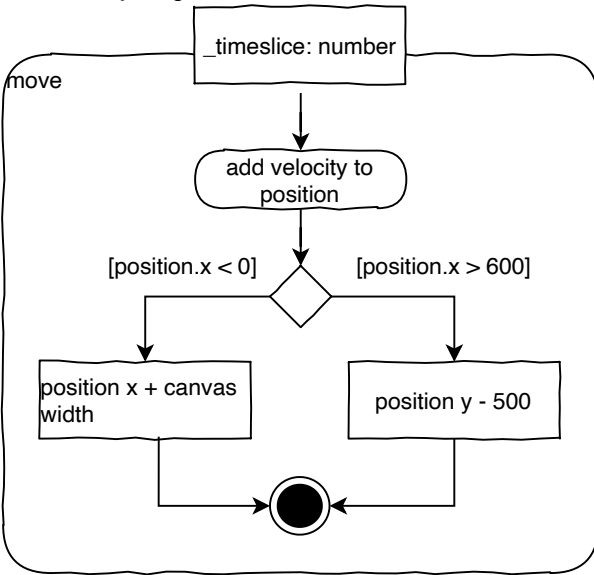 _timeslice: number
move
add velocity to
position
[position.x < 0]
[position.x > 600]
position x + canvas
width
position y - 500